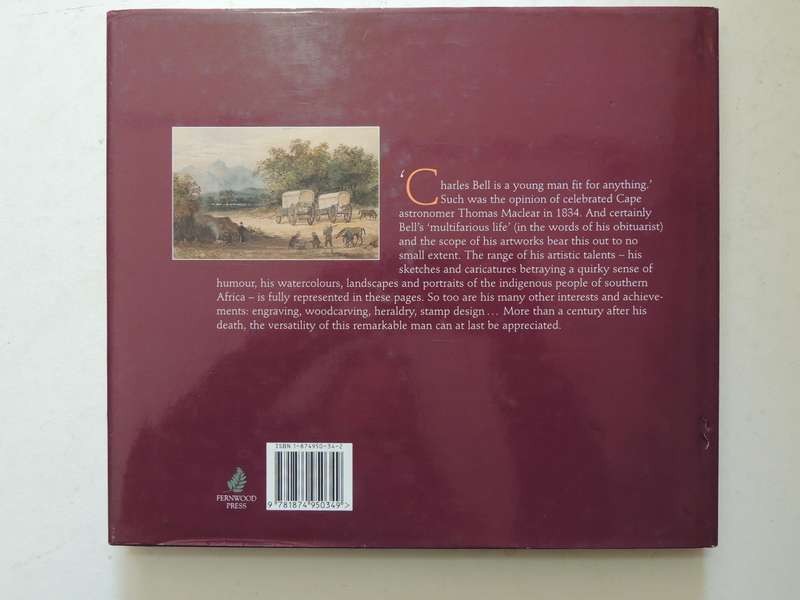 ‘Charles Bell is a young man fit for anything.’
Such was the opinion of celebrated Cape
astronomer Thomas Maclear in 1834. And certainly
Bell’s ‘multifarious life’ (in the words of his obituarist)
and the scope of his artworks bear this out to no
small extent. The range of his artistic talents – his
sketches and caricatures betraying a quirky sense of
humour, his watercolours, landscapes and portraits of the indigenous people of southern
Africa – is fully represented in these pages. So too are his many other interests and achieve-
ments: engraving, woodcarving, heraldry, stamp design... More than a century after his
death, the versatility of this remarkable man can at last be appreciated.
ISBN 1-874950-34-2
9 781874 950349 >
FERNWOOD
PRESS